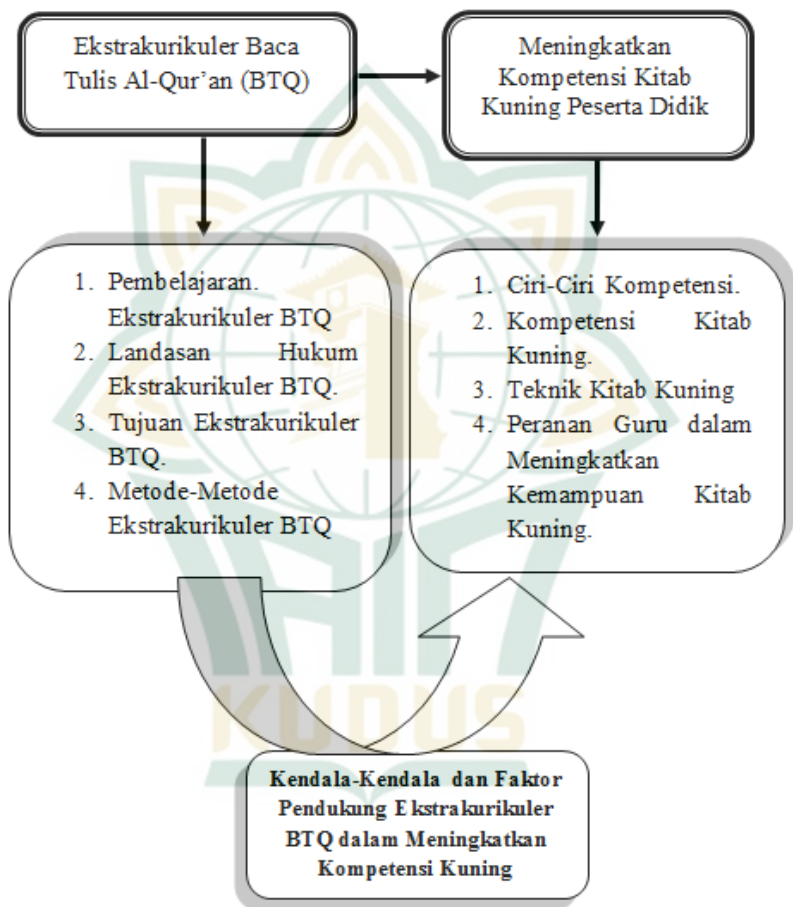 Ekstrakurikuler Baca
Tulis Al-Qur’an (BTQ)
Meningkatkan
Kompetensi Kitab
Kuning Peserta Didik
1. Pembelajaran.
Ekstrakurikuler BTQ
2. Landasan Hukum
Ekstrakurikuler BTQ.
3. Tujuan Ekstrakurikuler
BTQ.
4. Metode-Metode
Ekstrakurikuler BTQ
1. Ciri-Ciri Kompetensi.
2. Kompetensi Kitab
Kuning.
3. Teknik Kitab Kuning
4. Peranan Guru dalam
Meningkatkan
Kemampuan Kitab
Kuning.
KUDUS
Kendala-Kendala dan Faktor
Pendukung Ekstrakurikuler
BTQ dalam Meningkatkan
Kompetensi Kuning